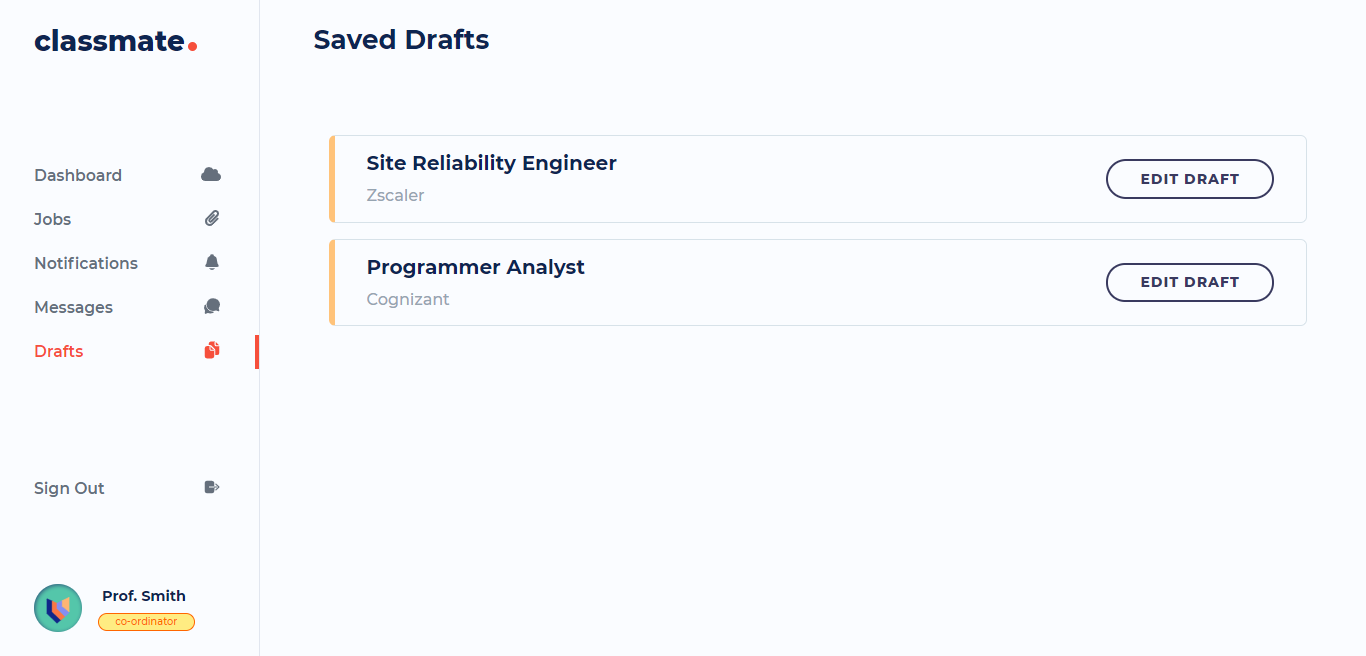 classmate.
Saved Drafts
Dashboard
Jobs
Notifications
Messages
Drafts
Sign Out
Prof. Smith
co-ordinator
Site Reliability Engineer
Zscaler
EDIT DRAFT
Programmer Analyst
Cognizant
EDIT DRAFT